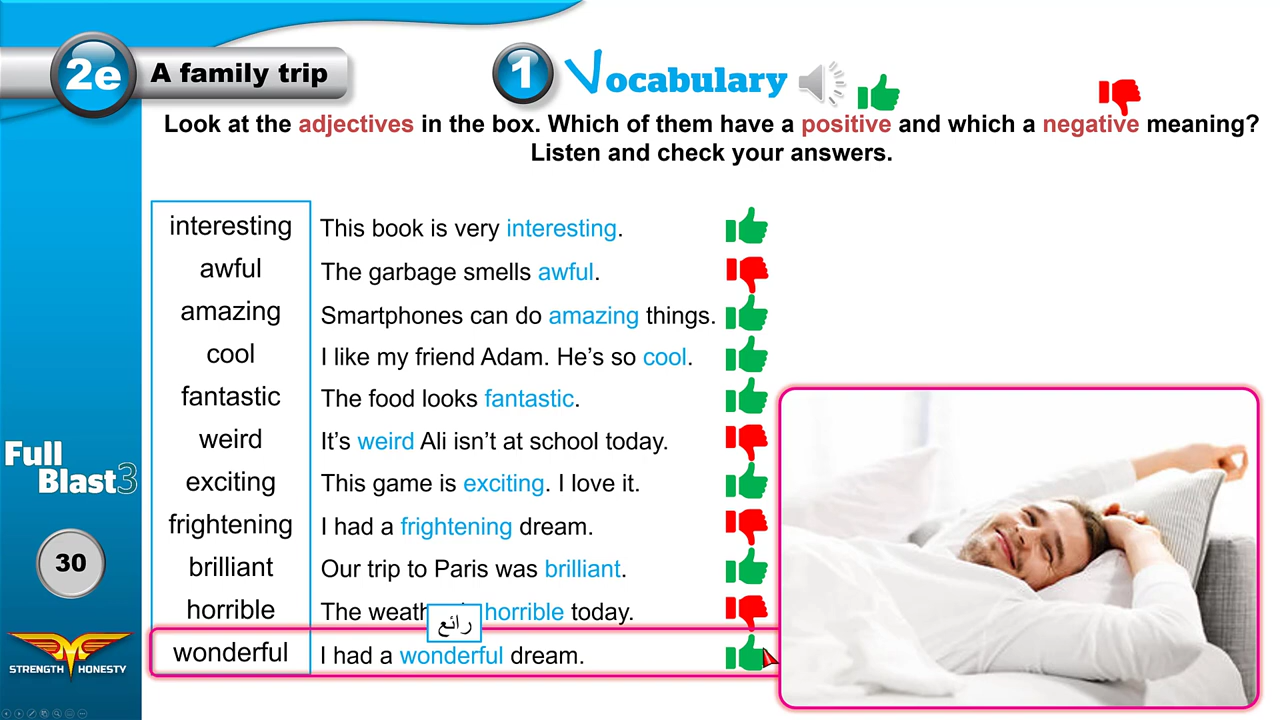 2e A family trip
1 Vocabulary
Look at the adjectives in the box. Which of them have a positive and which a negative meaning?
Listen and check your answers.
interesting This book is very interesting.
awful The garbage smells awful.
amazing Smartphones can do amazing things.
cool I like my friend Adam. He's so cool.
fantastic The food looks fantastic.
weird It's weird Ali isn't at school today.
exciting This game is exciting. I love it.
frightening I had a frightening dream.
brilliant Our trip to Paris was brilliant.
horrible The horrible today.
رائع
wonderful I had a wonderful dream.
Full
Blast 3
30
STRENGTH HONESTY